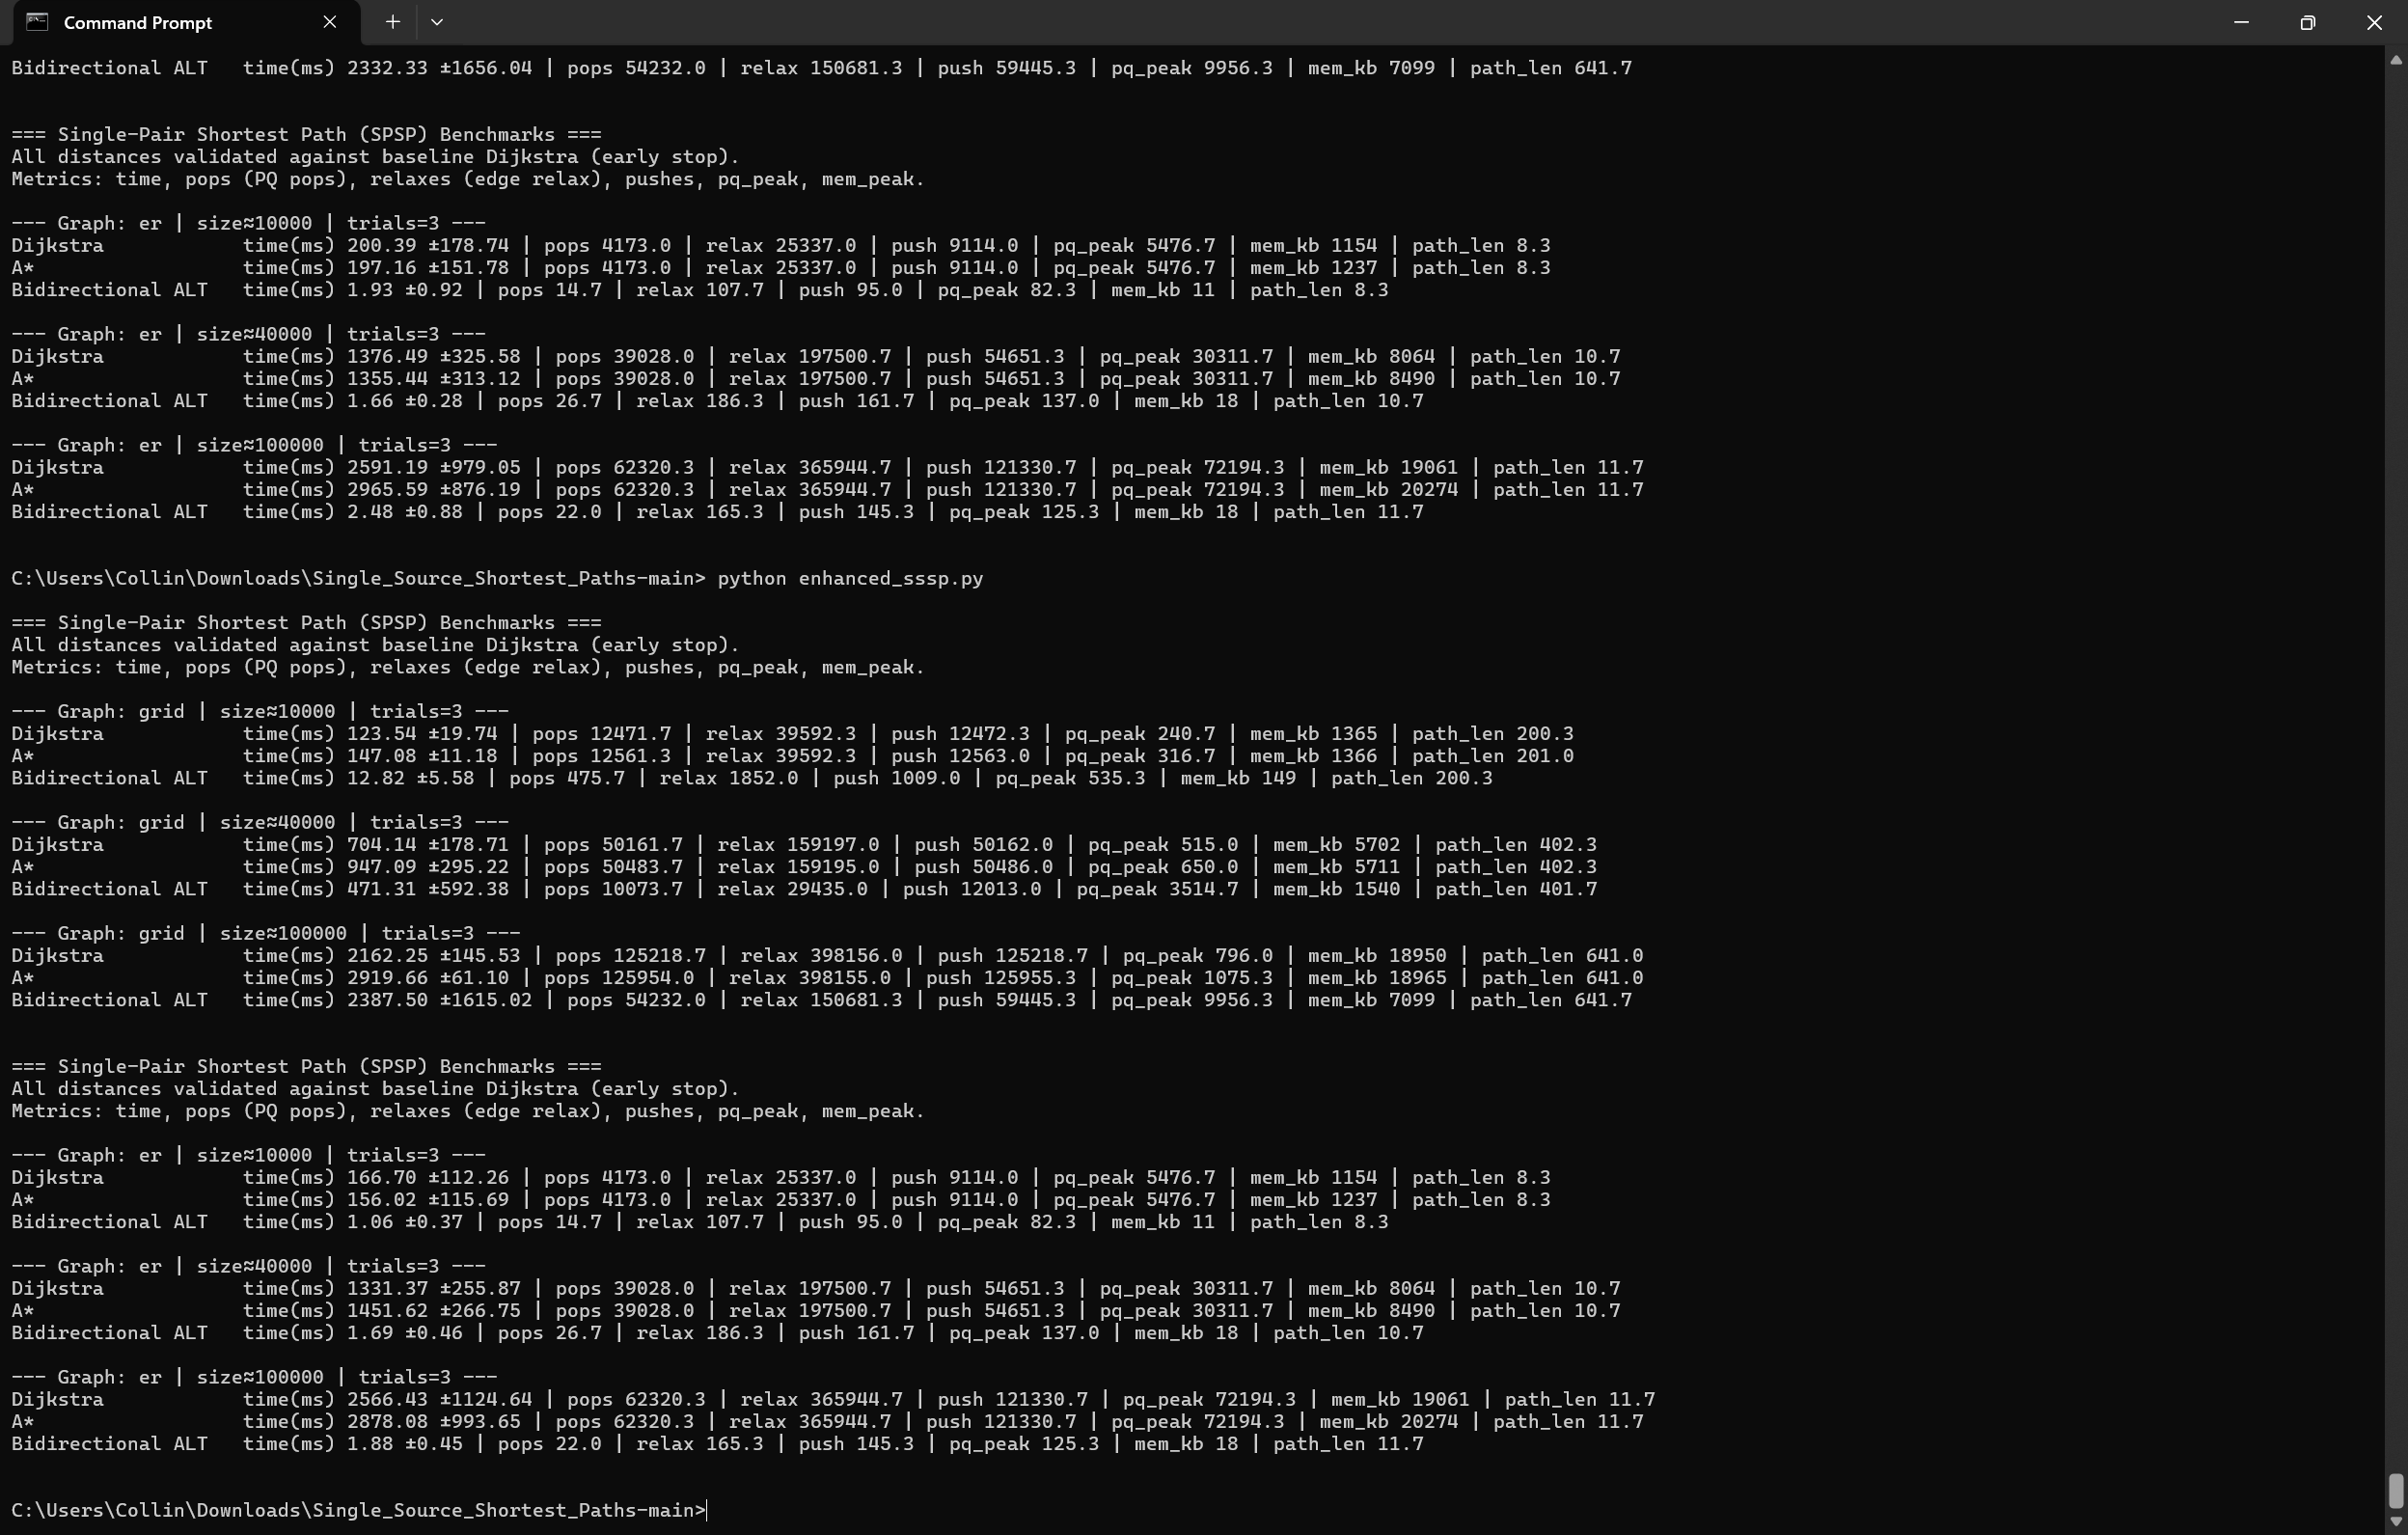 Command Prompt
Bidirectional ALT   time(ms) 2332.33 ±1656.04 | pops 54232.0 | relax 150681.3 | push 59445.3 | pq_peak 9956.3 | mem_kb 7099 | path_len 641.7
=== Single-Pair Shortest Path (SPSP) Benchmarks ===
All distances validated against baseline Dijkstra (early stop).
Metrics: time, pops (PQ pops), relaxes (edge relax), pushes, pq_peak, mem_peak.
--- Graph: er | size≈10000 | trials=3 ---
Dijkstra            time(ms) 200.39 ±178.74 | pops 4173.0 | relax 25337.0 | push 9114.0 | pq_peak 5476.7 | mem_kb 1154 | path_len 8.3
A*                  time(ms) 197.16 ±151.78 | pops 4173.0 | relax 25337.0 | push 9114.0 | pq_peak 5476.7 | mem_kb 1237 | path_len 8.3
Bidirectional ALT   time(ms) 1.93 ±0.92 | pops 14.7 | relax 107.7 | push 95.0 | pq_peak 82.3 | mem_kb 11 | path_len 8.3
--- Graph: er | size≈40000 | trials=3 ---
Dijkstra            time(ms) 1376.49 ±325.58 | pops 39028.0 | relax 197500.7 | push 54651.3 | pq_peak 30311.7 | mem_kb 8064 | path_len 10.7
A*                  time(ms) 1355.44 ±313.12 | pops 39028.0 | relax 197500.7 | push 54651.3 | pq_peak 30311.7 | mem_kb 8490 | path_len 10.7
Bidirectional ALT   time(ms) 1.66 ±0.28 | pops 26.7 | relax 186.3 | push 161.7 | pq_peak 137.0 | mem_kb 18 | path_len 10.7
--- Graph: er | size≈100000 | trials=3 ---
Dijkstra            time(ms) 2591.19 ±979.05 | pops 62320.3 | relax 365944.7 | push 121330.7 | pq_peak 72194.3 | mem_kb 19061 | path_len 11.7
A*                  time(ms) 2965.59 ±876.19 | pops 62320.3 | relax 365944.7 | push 121330.7 | pq_peak 72194.3 | mem_kb 20274 | path_len 11.7
Bidirectional ALT   time(ms) 2.48 ±0.88 | pops 22.0 | relax 165.3 | push 145.3 | pq_peak 125.3 | mem_kb 18 | path_len 11.7
C:\Users\Collin\Downloads\Single_Source_Shortest_Paths-main> python enhanced_sssp.py
=== Single-Pair Shortest Path (SPSP) Benchmarks ===
All distances validated against baseline Dijkstra (early stop).
Metrics: time, pops (PQ pops), relaxes (edge relax), pushes, pq_peak, mem_peak.
--- Graph: grid | size≈10000 | trials=3 ---
Dijkstra            time(ms) 123.54 ±19.74 | pops 12471.7 | relax 39592.3 | push 12472.3 | pq_peak 240.7 | mem_kb 1365 | path_len 200.3
A*                  time(ms) 147.08 ±11.18 | pops 12561.3 | relax 39592.3 | push 12563.0 | pq_peak 316.7 | mem_kb 1366 | path_len 201.0
Bidirectional ALT   time(ms) 12.82 ±5.58 | pops 475.7 | relax 1852.0 | push 1009.0 | pq_peak 535.3 | mem_kb 149 | path_len 200.3
--- Graph: grid | size≈40000 | trials=3 ---
Dijkstra            time(ms) 704.14 ±178.71 | pops 50161.7 | relax 159197.0 | push 50162.0 | pq_peak 515.0 | mem_kb 5702 | path_len 402.3
A*                  time(ms) 947.09 ±295.22 | pops 50483.7 | relax 159195.0 | push 50486.0 | pq_peak 650.0 | mem_kb 5711 | path_len 402.3
Bidirectional ALT   time(ms) 471.31 ±592.38 | pops 10073.7 | relax 29435.0 | push 12013.0 | pq_peak 3514.7 | mem_kb 1540 | path_len 401.7
--- Graph: grid | size≈100000 | trials=3 ---
Dijkstra            time(ms) 2162.25 ±145.53 | pops 125218.7 | relax 398156.0 | push 125218.7 | pq_peak 796.0 | mem_kb 18950 | path_len 641.0
A*                  time(ms) 2919.66 ±61.10 | pops 125954.0 | relax 398155.0 | push 125955.3 | pq_peak 1075.3 | mem_kb 18965 | path_len 641.0
Bidirectional ALT   time(ms) 2387.50 ±1615.02 | pops 54232.0 | relax 150681.3 | push 59445.3 | pq_peak 9956.3 | mem_kb 7099 | path_len 641.7
=== Single-Pair Shortest Path (SPSP) Benchmarks ===
All distances validated against baseline Dijkstra (early stop).
Metrics: time, pops (PQ pops), relaxes (edge relax), pushes, pq_peak, mem_peak.
--- Graph: er | size≈10000 | trials=3 ---
Dijkstra            time(ms) 166.70 ±112.26 | pops 4173.0 | relax 25337.0 | push 9114.0 | pq_peak 5476.7 | mem_kb 1154 | path_len 8.3
A*                  time(ms) 156.02 ±115.69 | pops 4173.0 | relax 25337.0 | push 9114.0 | pq_peak 5476.7 | mem_kb 1237 | path_len 8.3
Bidirectional ALT   time(ms) 1.06 ±0.37 | pops 14.7 | relax 107.7 | push 95.0 | pq_peak 82.3 | mem_kb 11 | path_len 8.3
--- Graph: er | size≈40000 | trials=3 ---
Dijkstra            time(ms) 1331.37 ±255.87 | pops 39028.0 | relax 197500.7 | push 54651.3 | pq_peak 30311.7 | mem_kb 8064 | path_len 10.7
A*                  time(ms) 1451.62 ±266.75 | pops 39028.0 | relax 197500.7 | push 54651.3 | pq_peak 30311.7 | mem_kb 8490 | path_len 10.7
Bidirectional ALT   time(ms) 1.69 ±0.46 | pops 26.7 | relax 186.3 | push 161.7 | pq_peak 137.0 | mem_kb 18 | path_len 10.7
--- Graph: er | size≈100000 | trials=3 ---
Dijkstra            time(ms) 2566.43 ±1124.64 | pops 62320.3 | relax 365944.7 | push 121330.7 | pq_peak 72194.3 | mem_kb 19061 | path_len 11.7
A*                  time(ms) 2878.08 ±993.65 | pops 62320.3 | relax 365944.7 | push 121330.7 | pq_peak 72194.3 | mem_kb 20274 | path_len 11.7
Bidirectional ALT   time(ms) 1.88 ±0.45 | pops 22.0 | relax 165.3 | push 145.3 | pq_peak 125.3 | mem_kb 18 | path_len 11.7
C:\Users\Collin\Downloads\Single_Source_Shortest_Paths-main>